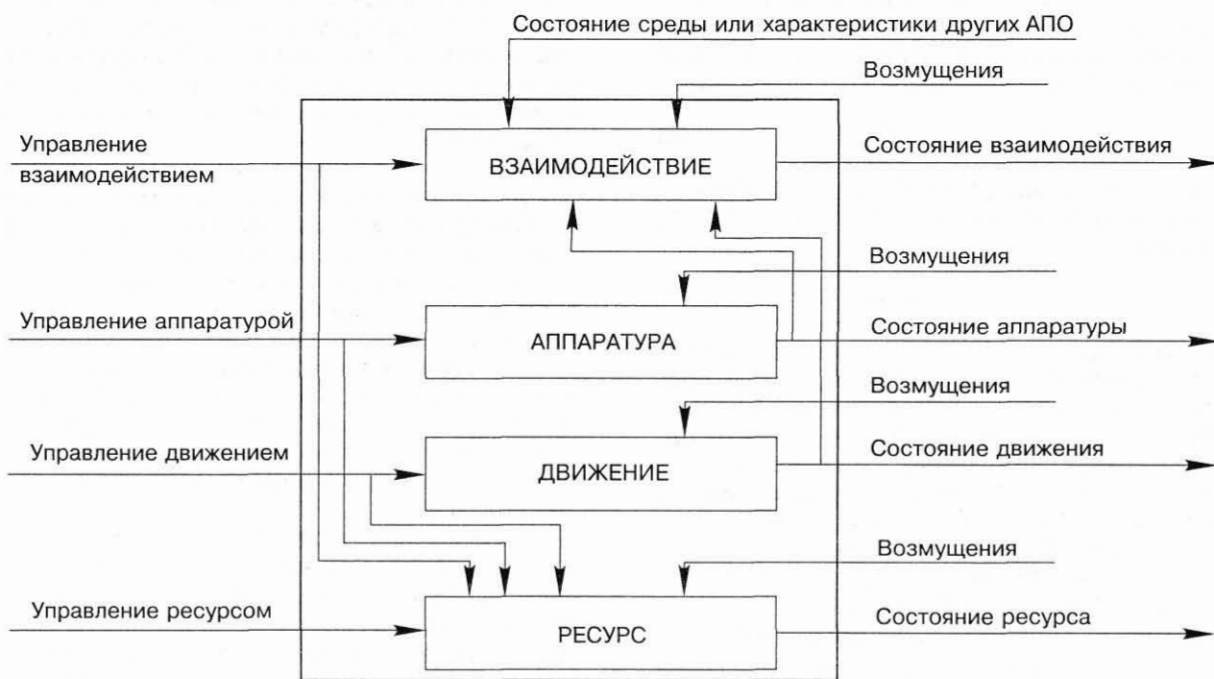 Состояние среды или характеристики других АПО
Возмущения
Управление
взаимодействием
ВЗАИМОДЕЙСТВИЕ
Состояние взаимодействия
Возмущения
Управление аппаратурой
АППАРАТУРА
Состояние аппаратуры
Возмущения
Управление движением
ДВИЖЕНИЕ
Состояние движения
Возмущения
Управление ресурсом
РЕСУРС
Состояние ресурса